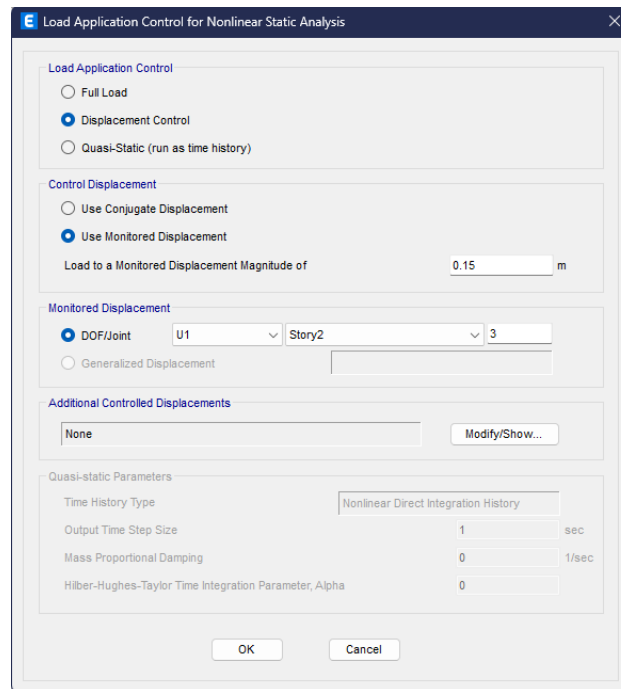 E Load Application Control for Nonlinear Static Analysis
Load Application Control
Full Load
Displacement Control
Quasi-Static (run as time history)
Control Displacement
Use Conjugate Displacement
Use Monitored Displacement
Load to a Monitored Displacement Magnitude of 0.15 m
Monitored Displacement
DOF/Joint U1 Story2 3
Generalized Displacement
Additional Controlled Displacements
None Modify/Show...
Quasi-static Parameters
Time History Type Nonlinear Direct Integration History
Output Time Step Size 1 sec
Mass Proportional Damping 0 1/sec
Hilber-Hughes-Taylor Time Integration Parameter, Alpha 0
OK Cancel